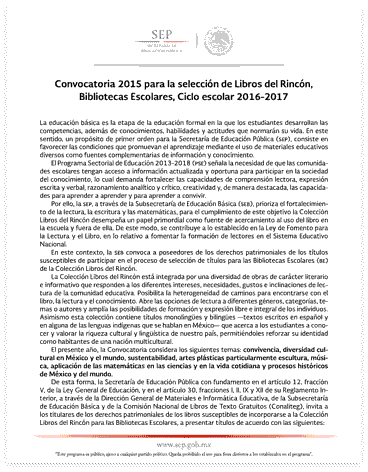 SEP
Convocatoria 2015 para la selección de Libros del Rincón,
Bibliotecas Escolares, Ciclo escolar 2016-2017
La educación básica es la etapa de la educación formal en la que los estudiantes desarrollan las
competencias, además de conocimientos, habilidades y actitudes que normarán su vida. En este
sentido, un propósito de primer orden para la Secretaría de Educación Pública (SEP), consiste en
favorecer las condiciones que promuevan el aprendizaje mediante el uso de materiales educativos
diversos como fuentes complementarias de información y conocimiento.
El Programa Sectorial de Educación 2013-2018 (PSE) señala la necesidad de que las comunida-
des escolares tengan acceso a información actualizada y oportuna para participar en la sociedad
del conocimiento, lo cual demanda fortalecer las capacidades de comprensión lectora, expresión
escrita y verbal, razonamiento analítico y crítico, creatividad y, de manera destacada, las capacida-
des para aprender a aprender y para aprender a convivir.
Por ello, la SEP, a través de la Subsecretaría de Educación Básica (SEB), prioriza el fortalecimien-
to de la lectura, la escritura y las matemáticas, para el cumplimiento de este objetivo la Colección
Libros del Rincón desempeña un papel primordial como fuente de acercamiento al uso del libro en
la escuela y fuera de ella. De este modo, se contribuye a lo establecido en la Ley de Fomento para
la Lectura y el Libro, en lo relativo a fomentar la formación de lectores en el Sistema Educativo
Nacional.
En este contexto, la SEB convoca a poseedores de los derechos patrimoniales de los títulos
susceptibles de participar en el proceso de selección de títulos para las Bibliotecas Escolares (BE)
de la Colección Libros del Rincón.
La Colección Libros del Rincón está integrada por una diversidad de obras de carácter literario
e informativo que responden a los diferentes intereses, necesidades, gustos e inclinaciones de lec-
tura de la comunidad educativa. Posibilita la heterogeneidad de caminos para encontrarse con el
libro, la lectura y el conocimiento. Abre las opciones de lectura a diferentes géneros, categorías, te-
mas o autores y amplía las posibilidades de formación y expresión libre e integral de los individuos.
Asimismo esta colección contiene títulos monolingües y bilingües —textos escritos en español y
en alguna de las lenguas indígenas que se hablan en México— que acerca a los estudiantes a cono-
cer y valorar la riqueza cultural y lingüística de nuestro país, permitiéndoles reforzar su identidad
como habitantes de una nación multicultural.
El presente año, la Convocatoria considera los siguientes temas: convivencia, diversidad cul-
tural en México y el mundo, sustentabilidad, artes plásticas particularmente escultura, músi-
ca, aplicación de las matemáticas en las ciencias y en la vida cotidiana y procesos históricos
de México y del mundo.
De esta forma, la Secretaría de Educación Pública con fundamento en el artículo 12, fracción
V, de la Ley General de Educación, y en el artículo 30, fracciones I, II, IX y XII de su Reglamento In-
terior, a través de la Dirección General de Materiales e Informática Educativa, de la Subsecretaría
de Educación Básica y de la Comisión Nacional de Libros de Texto Gratuitos (Conaliteg), invita a
los titulares de los derechos patrimoniales de los libros susceptibles de incorporarse a la Colección
Libros del Rincón para las Bibliotecas Escolares, a presentar títulos de acuerdo con las siguientes:
www.sep.gob.mx
"Este programa es público, ajeno a cualquier partido político. Queda prohibido el uso para fines distintos a los establecidos en el programa".